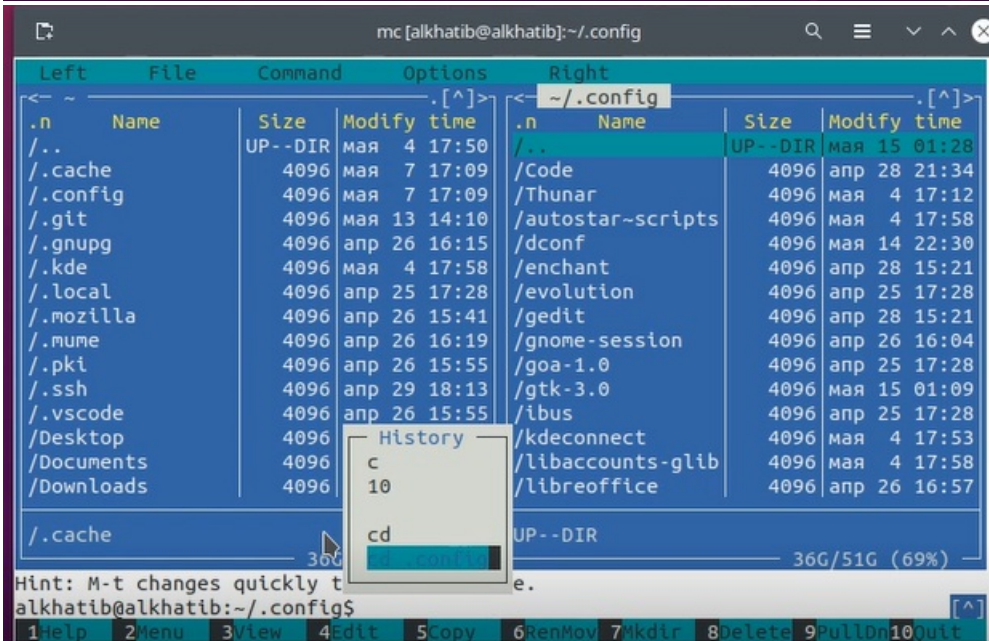 mc [alkhatib@alkhatib]:~/.config
Left File Command Options Right
<— ~ .[^]> <— ~/.config .[^]>
.n Name Size Modify time .n Name Size Modify time
/.. UP--DIR мая 4 17:50 /.. UP--DIR мая 15 01:28
/.cache 4096 мая 7 17:09 /Code 4096 апр 28 21:34
/.config 4096 мая 7 17:09 /Thunar 4096 мая 4 17:12
/.git 4096 мая 13 14:10 /autostar~scripts 4096 мая 4 17:58
/.gnupg 4096 апр 26 16:15 /dconf 4096 мая 14 22:30
/.kde 4096 мая 4 17:58 /enchant 4096 апр 28 15:21
/.local 4096 апр 25 17:28 /evolution 4096 апр 25 17:28
/.mozilla 4096 апр 26 15:41 /gedit 4096 апр 28 15:21
/.mume 4096 апр 26 16:19 /gnome-session 4096 апр 26 16:04
/.pki 4096 апр 26 15:55 /goa-1.0 4096 апр 25 17:28
/.ssh 4096 апр 29 18:13 /gtk-3.0 4096 мая 15 01:09
/.vscode 4096 апр 26 15:55 /ibus 4096 апр 25 17:28
/Desktop 4096 History /kdeconnect 4096 мая 4 17:53
/Documents 4096 c /libaccounts-glib 4096 мая 4 17:58
/Downloads 4096 10 /libreoffice 4096 апр 26 16:57
/.cache cd UP--DIR
36G cd .config 36G/51G (69%)
Hint: M-t changes quickly t e.
alkhatib@alkhatib:~/.config$ [^]
1Help 2Menu 3View 4Edit 5Copy 6RenMov 7Mkdir 8Delete 9PullDn 10Quit